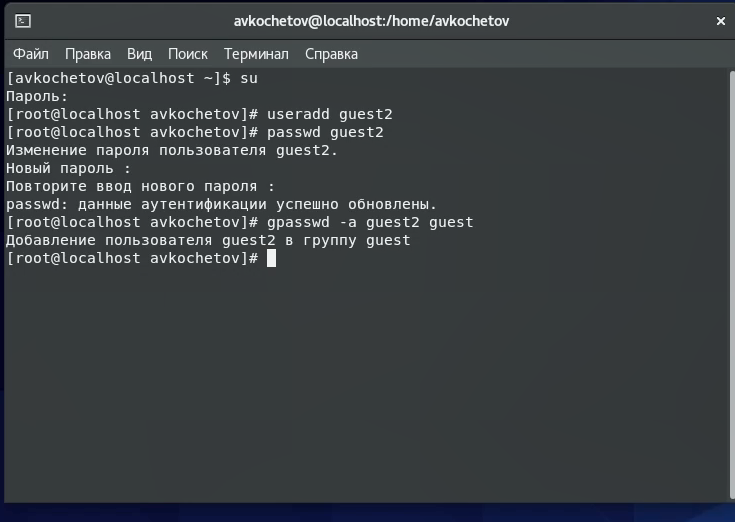 avkochetov@localhost:/home/avkochetov
Файл Правка Вид Поиск Терминал Справка
[avkochetov@localhost ~]$ su
Пароль:
[root@localhost avkochetov]# useradd guest2
[root@localhost avkochetov]# passwd guest2
Изменение пароля пользователя guest2.
Новый пароль :
Повторите ввод нового пароля :
passwd: данные аутентификации успешно обновлены.
[root@localhost avkochetov]# gpasswd -a guest2 guest
Добавление пользователя guest2 в группу guest
[root@localhost avkochetov]#